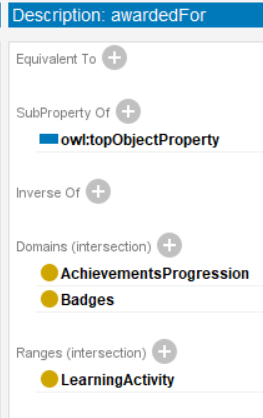 Description: awardedFor
Equivalent To
SubProperty Of
owl:topObjectProperty
Inverse Of
Domains (intersection)
AchievementsProgression
Badges
Ranges (intersection)
LearningActivity